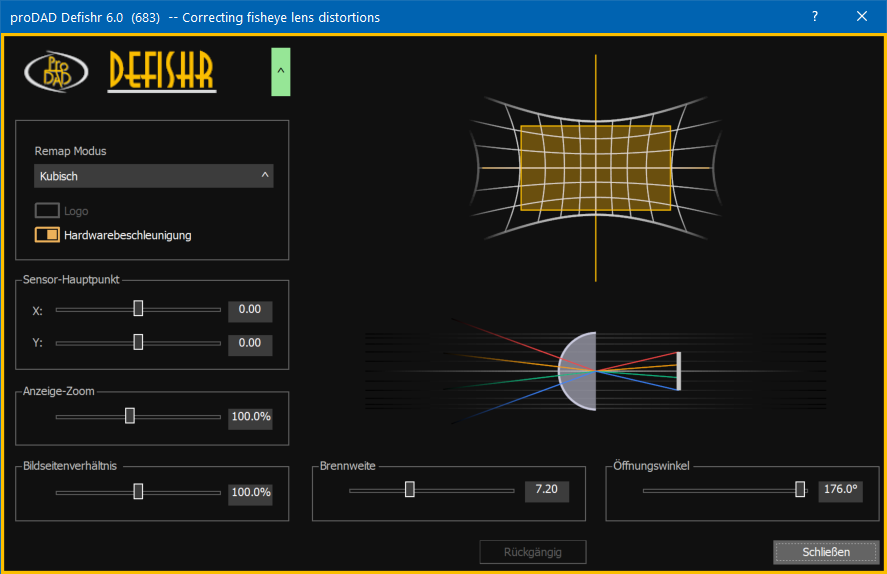 proDAD Defishr 6.0 (683) -- Correcting fisheye lens distortions
?
ProDAD
DEFISHR
Remap Modus
Kubisch
Logo
Hardwarebeschleunigung
Sensor-Hauptpunkt
X: 0.00
Y: 0.00
Anzeige-Zoom
100.0%
Bildseitenverhältnis
100.0%
Brennweite
7.20
Öffnungswinkel
176.0°
Rückgängig
Schließen